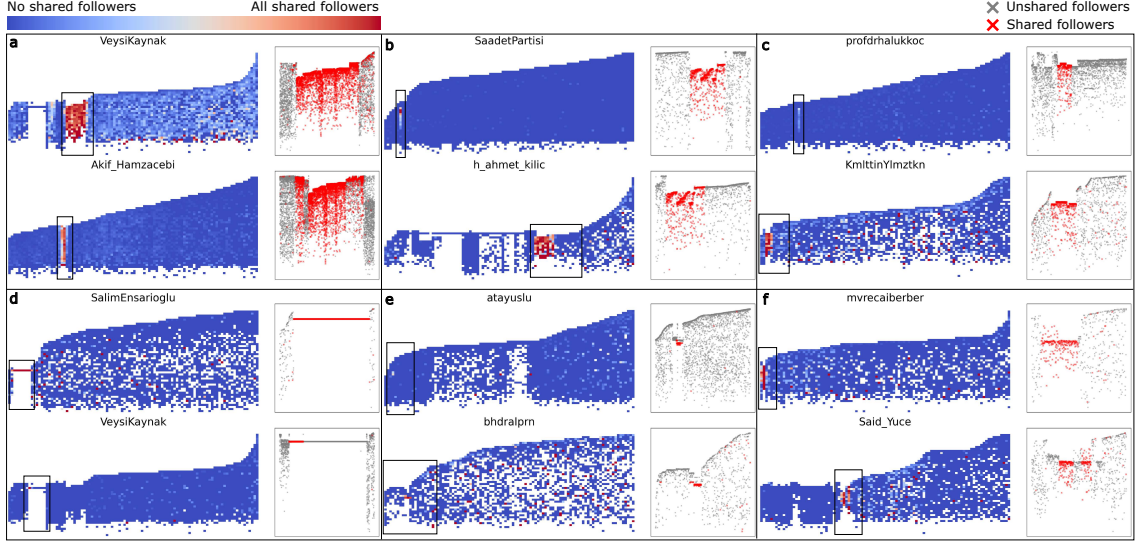 No shared followers
All shared followers
Unshared followers
Shared followers
a
VeysiKaynak
Akif_Hamzacebi
b
SaadetPartisi
h_ahmet_kilic
c
profdrhalukkoc
KmlttinYlmztkn
d
SalimEnsarioglu
VeysiKaynak
e
atayuslu
bhdralprn
f
mvrecaiberber
Said_Yuce